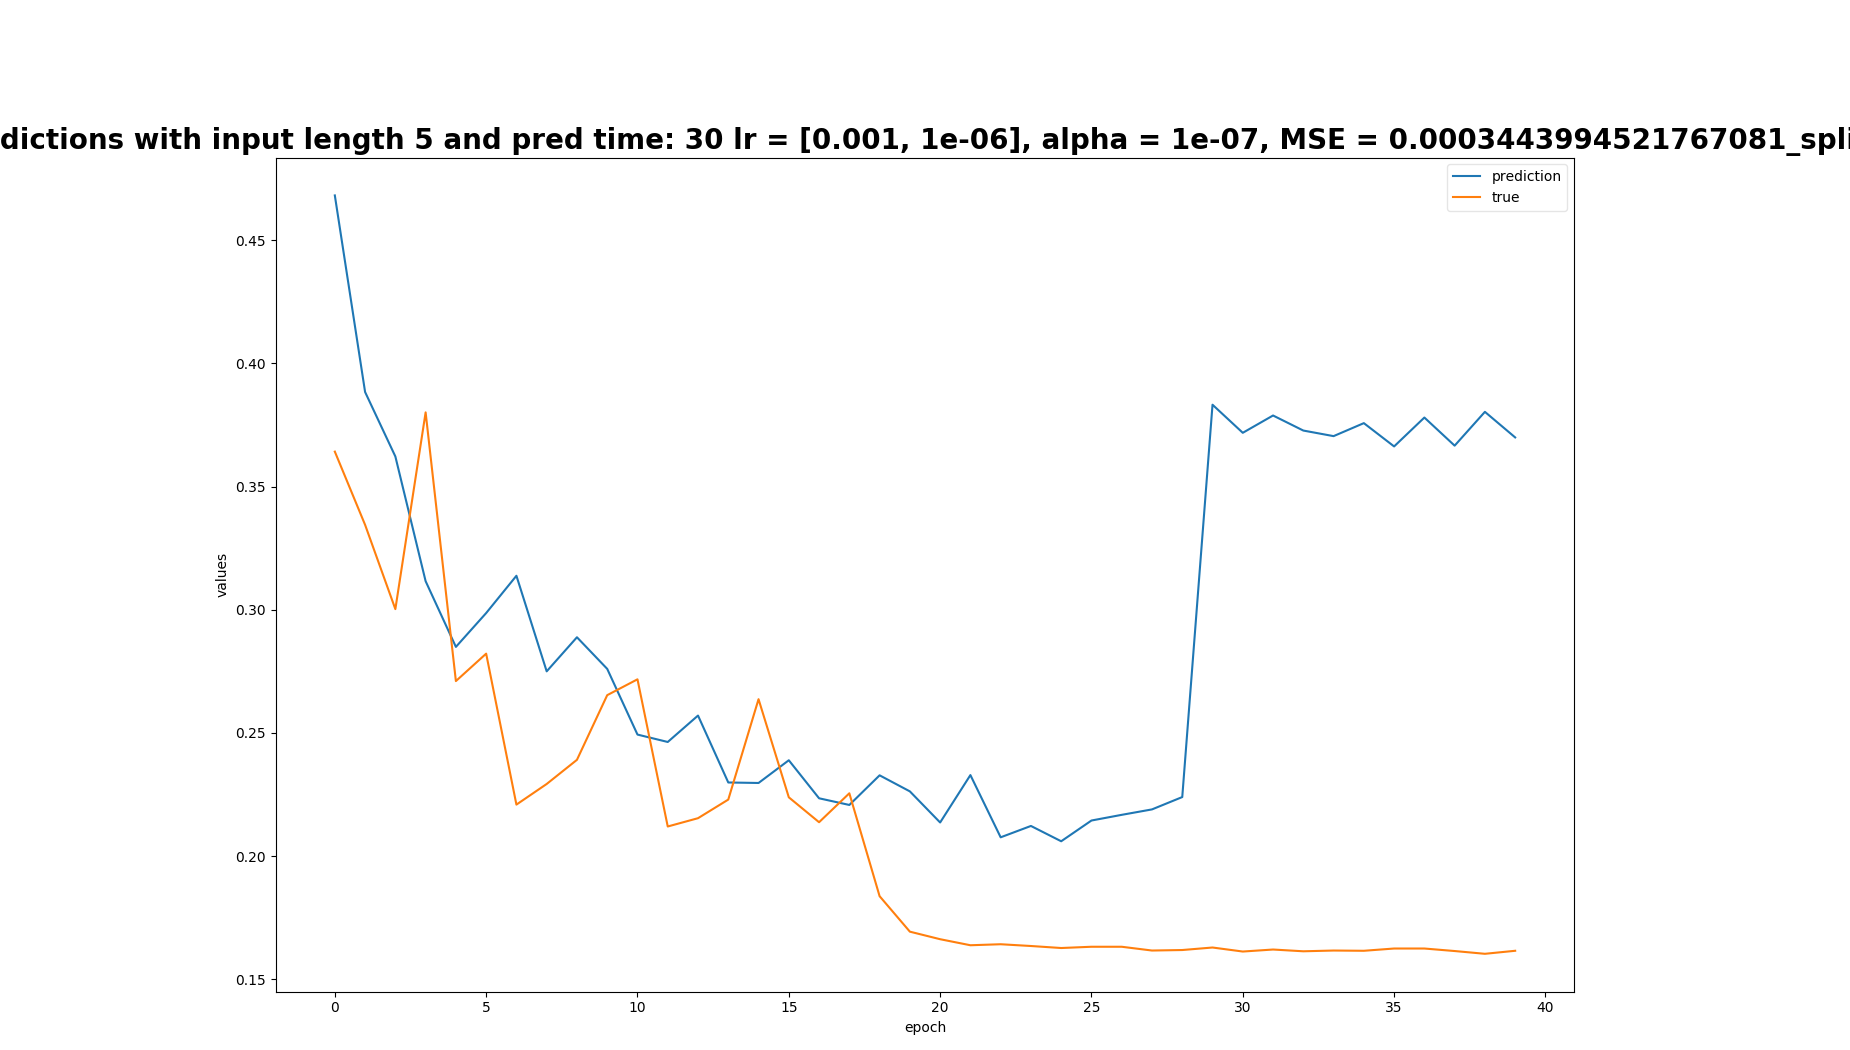 dictions with input length 5 and pred time: 30 lr = [0.001, 1e-06], alpha = 1e-07, MSE = 0.0003443994521767081_spli
prediction
true
values
0.45
0.40
0.35
0.30
0.25
0.20
0.15
0 5 10 15 20 25 30 35 40
epoch